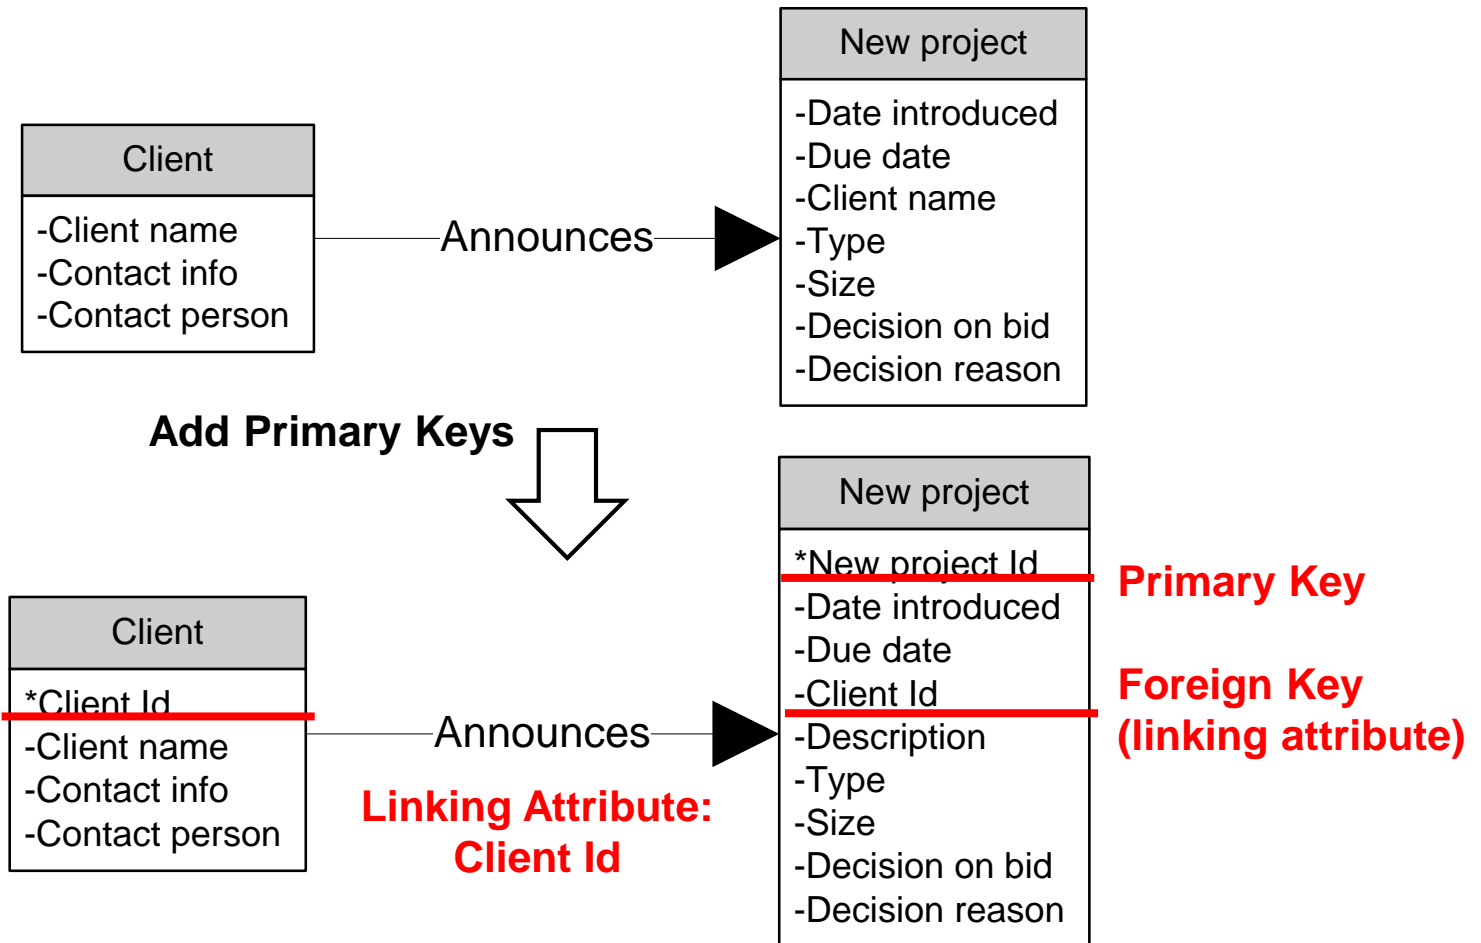 New project
-Date introduced
-Due date
-Client name
-Type
-Size
-Decision on bid
-Decision reason
Client
-Client name
-Contact info
-Contact person
Announces
Add Primary Keys
New project
*New project Id
-Date introduced
-Due date
-Client Id
-Description
-Type
-Size
-Decision on bid
-Decision reason
Primary Key
Foreign Key
(linking attribute)
Client
*Client Id
-Client name
-Contact info
-Contact person
Announces
Linking Attribute:
Client Id